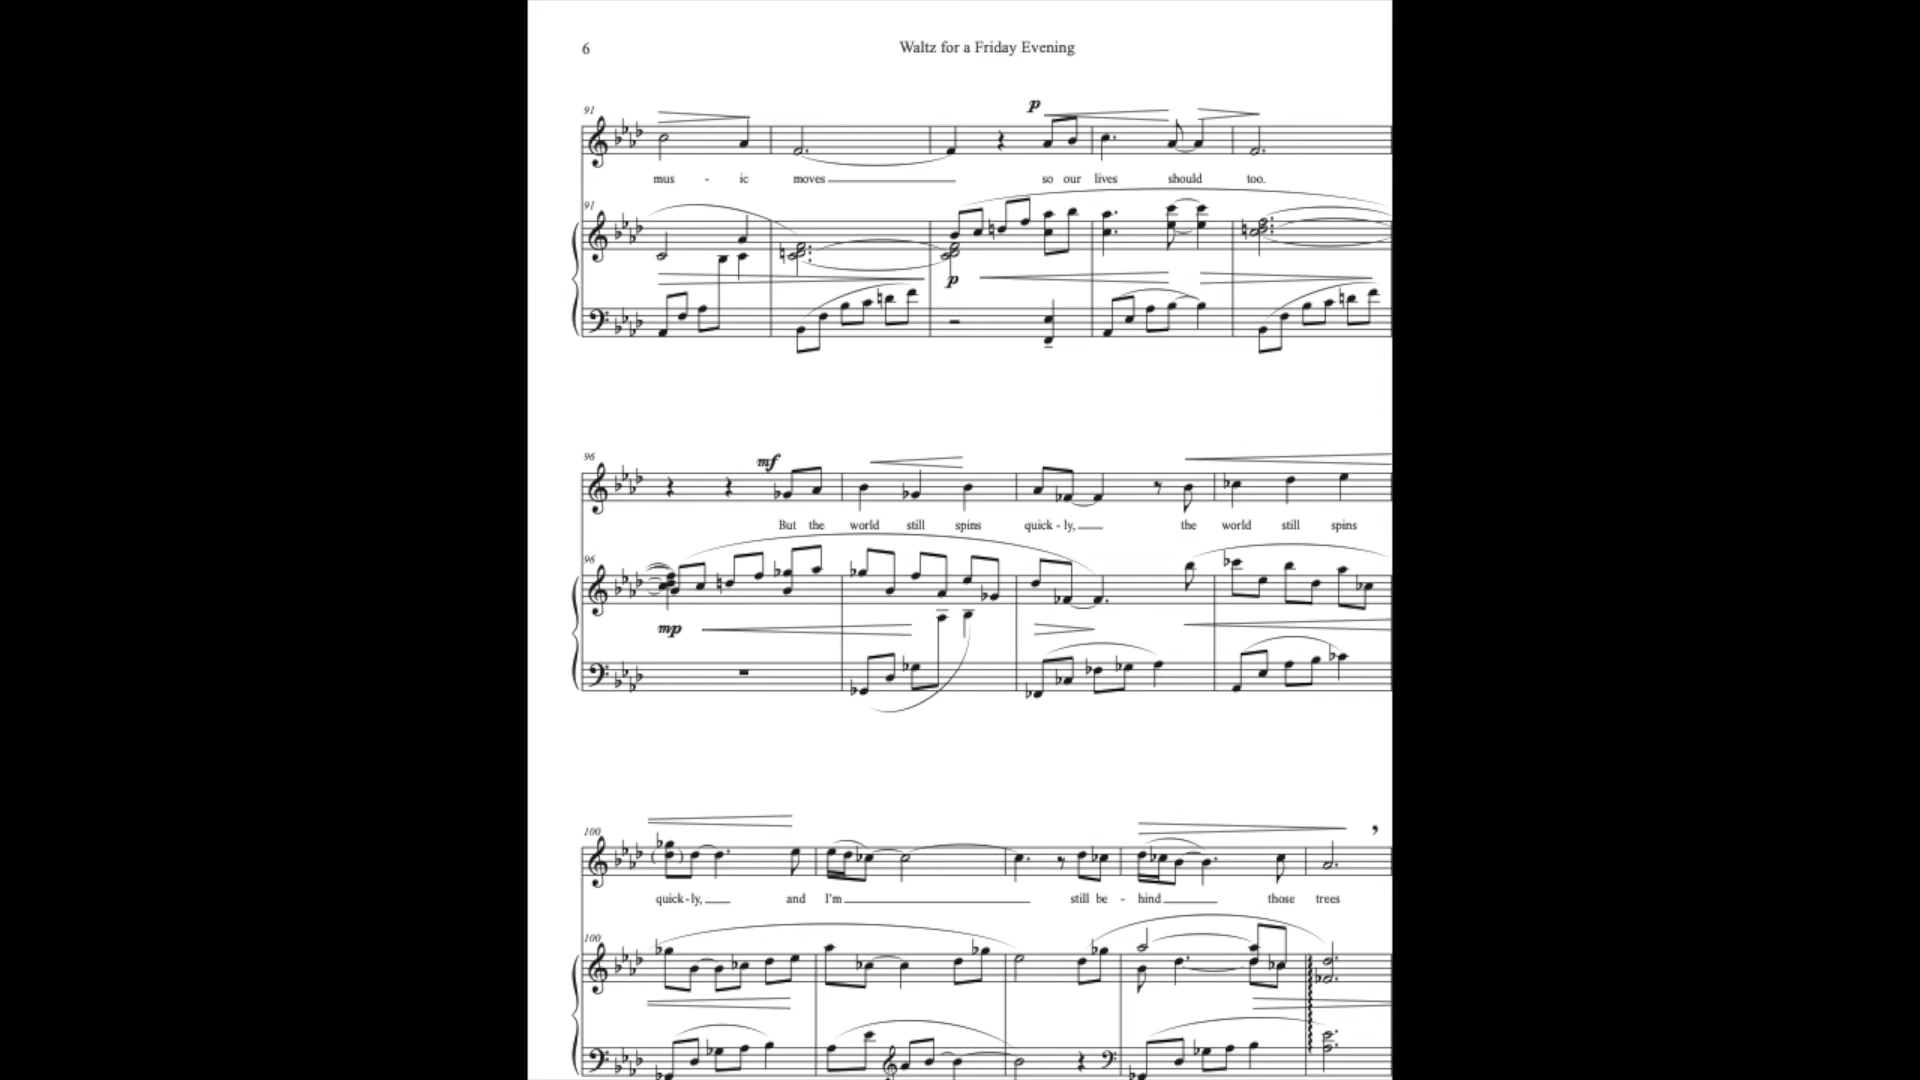 6 Waltz for a Friday Evening
p
91
mus - ic moves so our lives should too.
91
p
96 mf
But the world still spins quick - ly, the world still spins
96
mp
100
quick - ly, and I'm still be - hind those trees
100